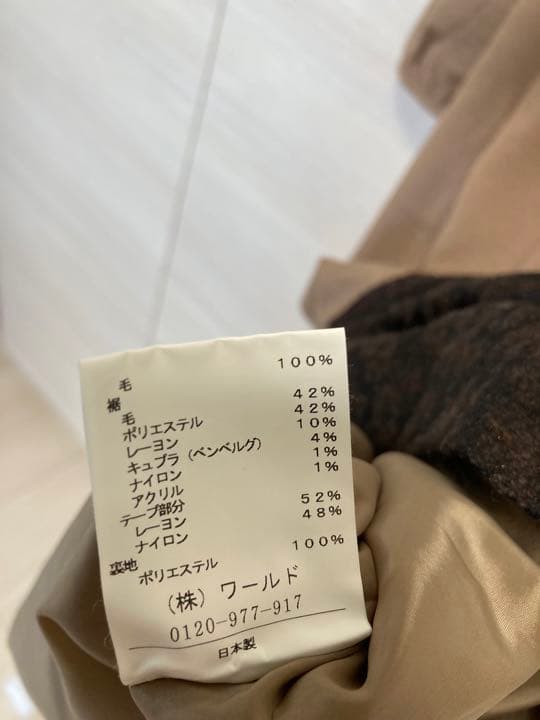 毛 100%
裾
毛 42%
ポリエステル 42%
レーヨン 10%
キュプラ（ベンベルグ） 4%
ナイロン 1%
アクリル 1%
テープ部分
レーヨン 52%
ナイロン 48%
裏地
ポリエステル 100%
（株）ワールド
0120-977-917
日本製